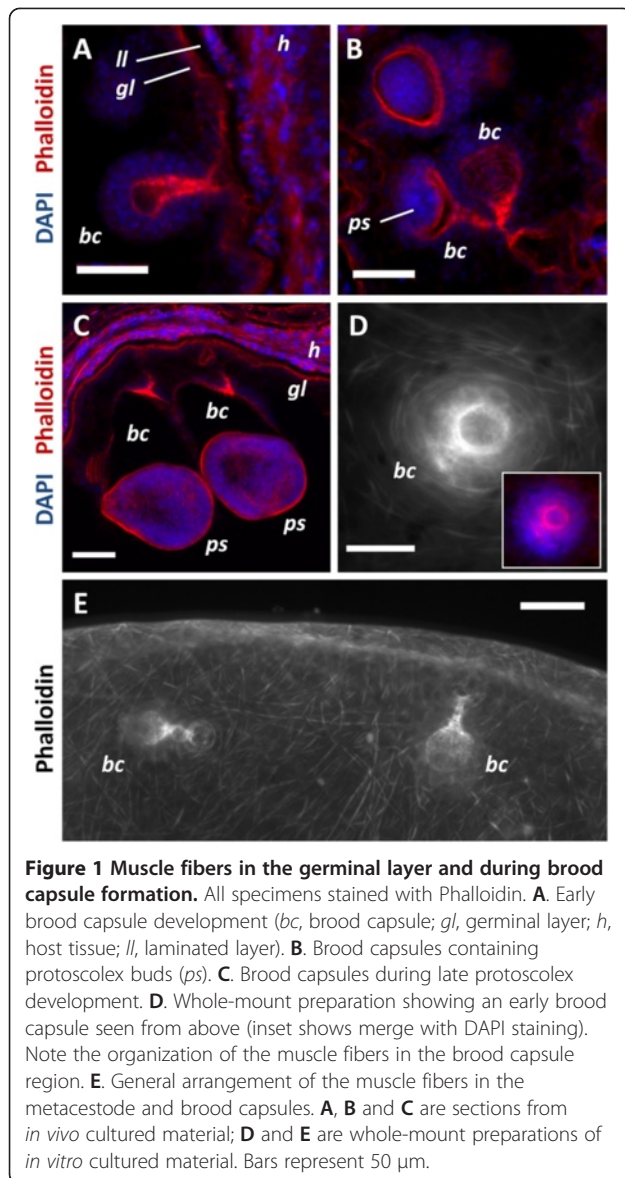 A
ll
gl
h
bc
B
bc
ps
bc
DAPI Phalloidin
C
h
gl
bc
bc
ps
ps
D
bc
DAPI Phalloidin
E
bc
bc
Phalloidin
Figure 1 Muscle fibers in the germinal layer and during brood
capsule formation. All specimens stained with Phalloidin. A. Early
brood capsule development (bc, brood capsule; gl, germinal layer; h,
host tissue; ll, laminated layer). B. Brood capsules containing
protoscolex buds (ps). C. Brood capsules during late protoscolex
development. D. Whole-mount preparation showing an early brood
capsule seen from above (inset shows merge with DAPI staining).
Note the organization of the muscle fibers in the brood capsule
region. E. General arrangement of the muscle fibers in the
metacestode and brood capsules. A, B and C are sections from
in vivo cultured material; D and E are whole-mount preparations of
in vitro cultured material. Bars represent 50 μm.